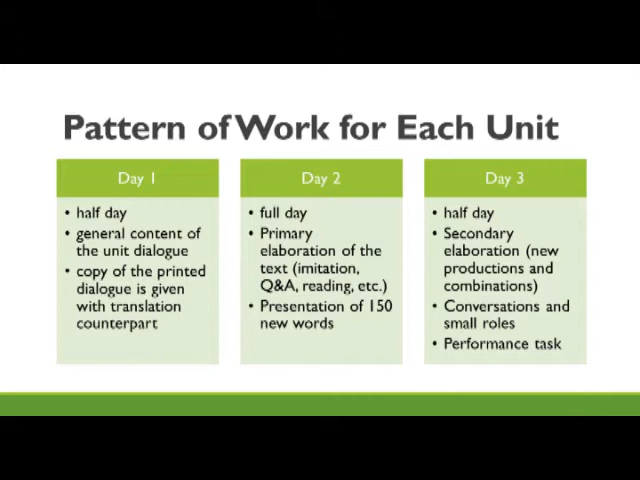 Pattern of Work for Each Unit
Day 1
• half day
• general content of
the unit dialogue
• copy of the printed
dialogue is given
with translation
counterpart
Day 2
• full day
• Primary
elaboration of the
text (imitation,
Q&A, reading, etc.)
• Presentation of 150
new words
Day 3
• half day
• Secondary
elaboration (new
productions and
combinations)
• Conversations and
small roles
• Performance task